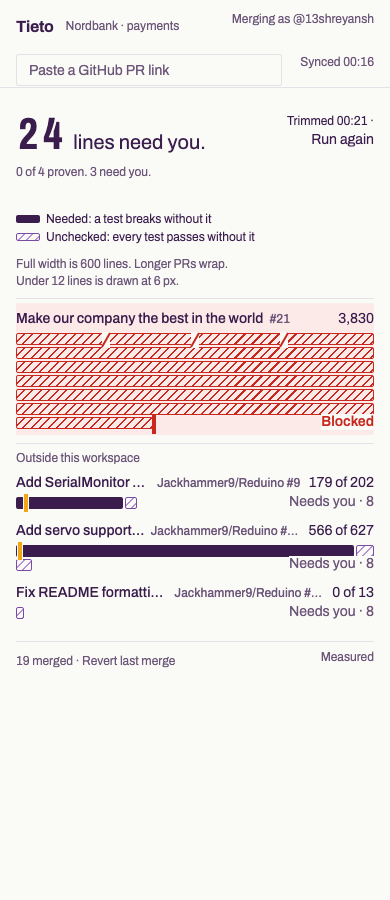 Tieto Nordbank · payments Merging as @13shreyansh
Paste a GitHub PR link Synced 00:16
24 lines need you. Trimmed 00:21 ·
Run again
0 of 4 proven. 3 need you.
Needed: a test breaks without it
Unchecked: every test passes without it
Full width is 600 lines. Longer PRs wrap.
Under 12 lines is drawn at 6 px.
Make our company the best in the world #21 3,830
Blocked
Outside this workspace
Add SerialMonitor ... Jackhammer9/Reduino #9 179 of 202
Needs you · 8
Add servo support... Jackhammer9/Reduino #... 566 of 627
Needs you · 8
Fix README formatti... Jackhammer9/Reduino #... 0 of 13
Needs you · 8
19 merged · Revert last merge Measured